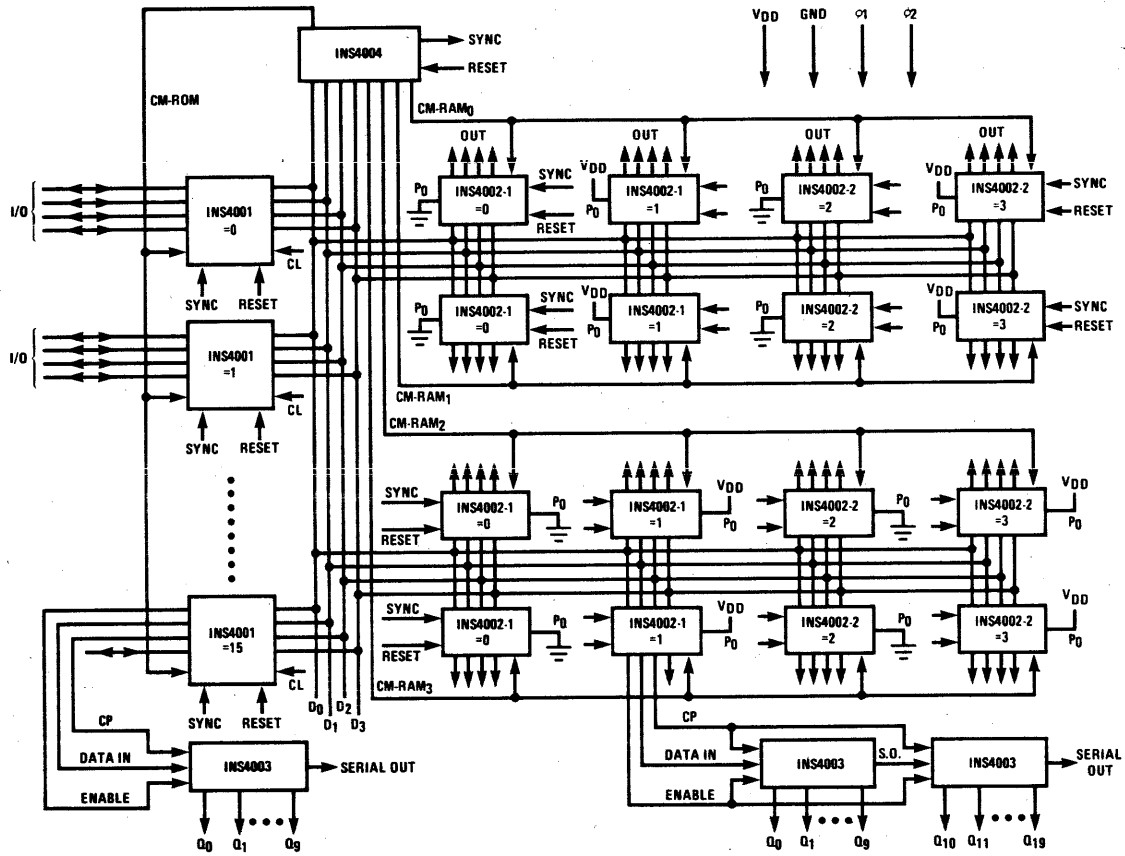 VDD GND φ1 φ2
INS4004
SYNC
RESET
CM-ROM
CM-RAM0
OUT OUT OUT OUT
I/O
INS4001
=0
CL
SYNC RESET
P0
INS4002-1
=0
SYNC
RESET
VDD
P0
INS4002-1
=1
P0
INS4002-2
=2
VDD
P0
INS4002-2
=3
SYNC
RESET
P0
INS4002-1
=0
SYNC
RESET
VDD
P0
INS4002-1
=1
P0
INS4002-2
=2
VDD
P0
INS4002-2
=3
SYNC
RESET
I/O
INS4001
=1
CL
SYNC RESET
CM-RAM1
CM-RAM2
SYNC
RESET
INS4002-1
=0
P0
INS4002-1
=1
VDD
P0
INS4002-2
=2
P0
INS4002-2
=3
VDD
P0
SYNC
RESET
INS4002-1
=0
P0
INS4002-1
=1
VDD
P0
INS4002-2
=2
P0
INS4002-2
=3
VDD
P0
INS4001
=15
CL
SYNC RESET
CM-RAM3
D0 D1 D2 D3
CP
DATA IN
ENABLE
INS4003
SERIAL OUT
Q0 Q1 Q9
CP
DATA IN
ENABLE
INS4003
S.O.
INS4003
SERIAL
OUT
Q0 Q1 Q9
Q10 Q11 Q19